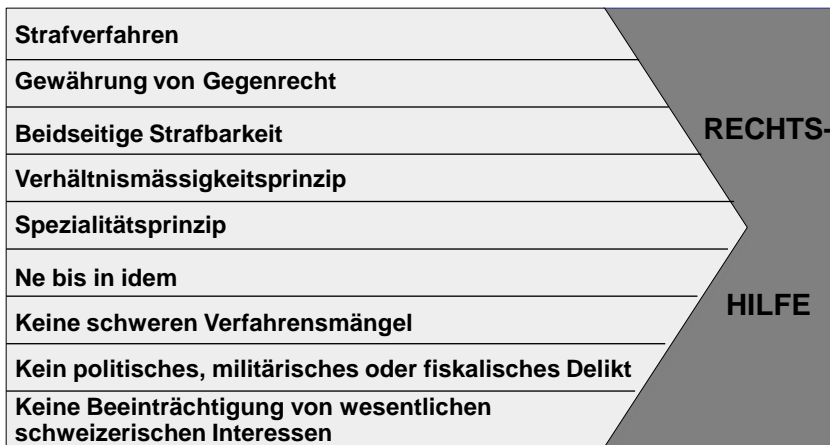 Strafverfahren
Gewährung von Gegenrecht
Beidseitige Strafbarkeit
Verhältnismässigkeitsprinzip
Spezialitätsprinzip
Ne bis in idem
Keine schweren Verfahrensmängel
Kein politisches, militärisches oder fiskalisches Delikt
Keine Beeinträchtigung von wesentlichen
schweizerischen Interessen
RECHTS-
HILFE